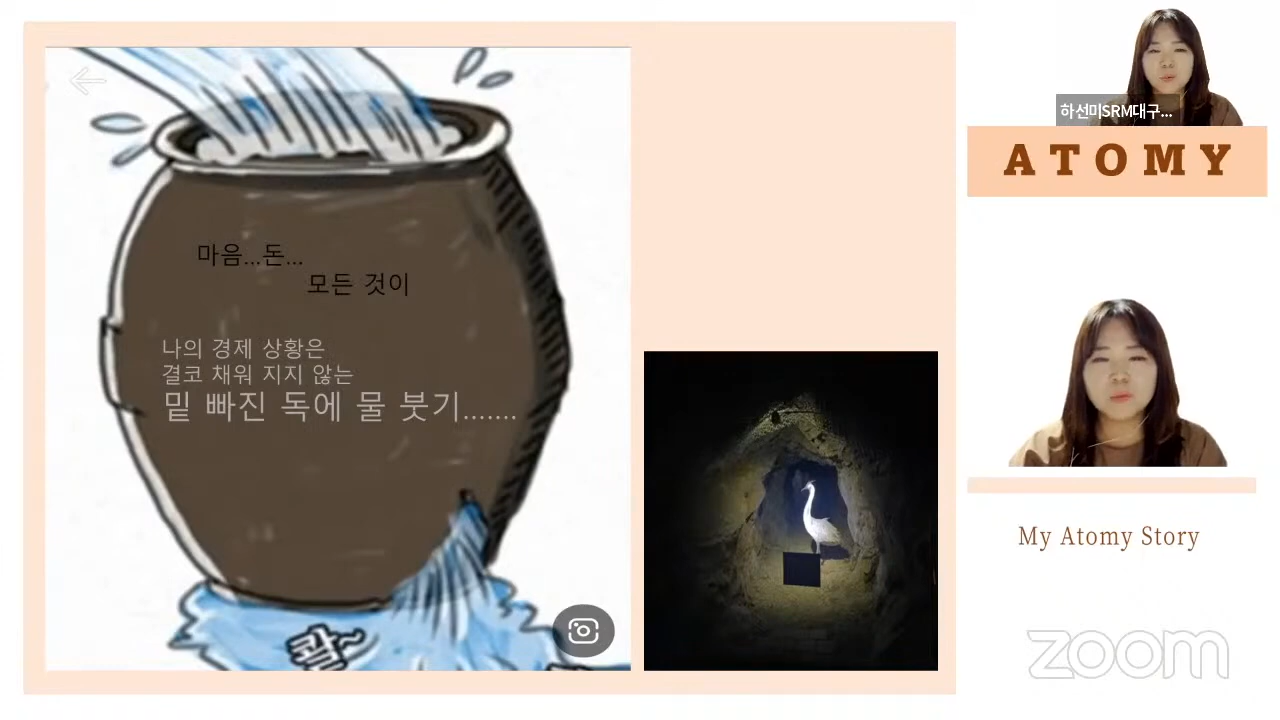 마음...돈...
모든 것이
나의 경제 상황은
결코 채워 지지 않는
밑 빠진 독에 물 붓기.......
콸
하선미SRM대구...
ATOMY
My Atomy Story
zoom